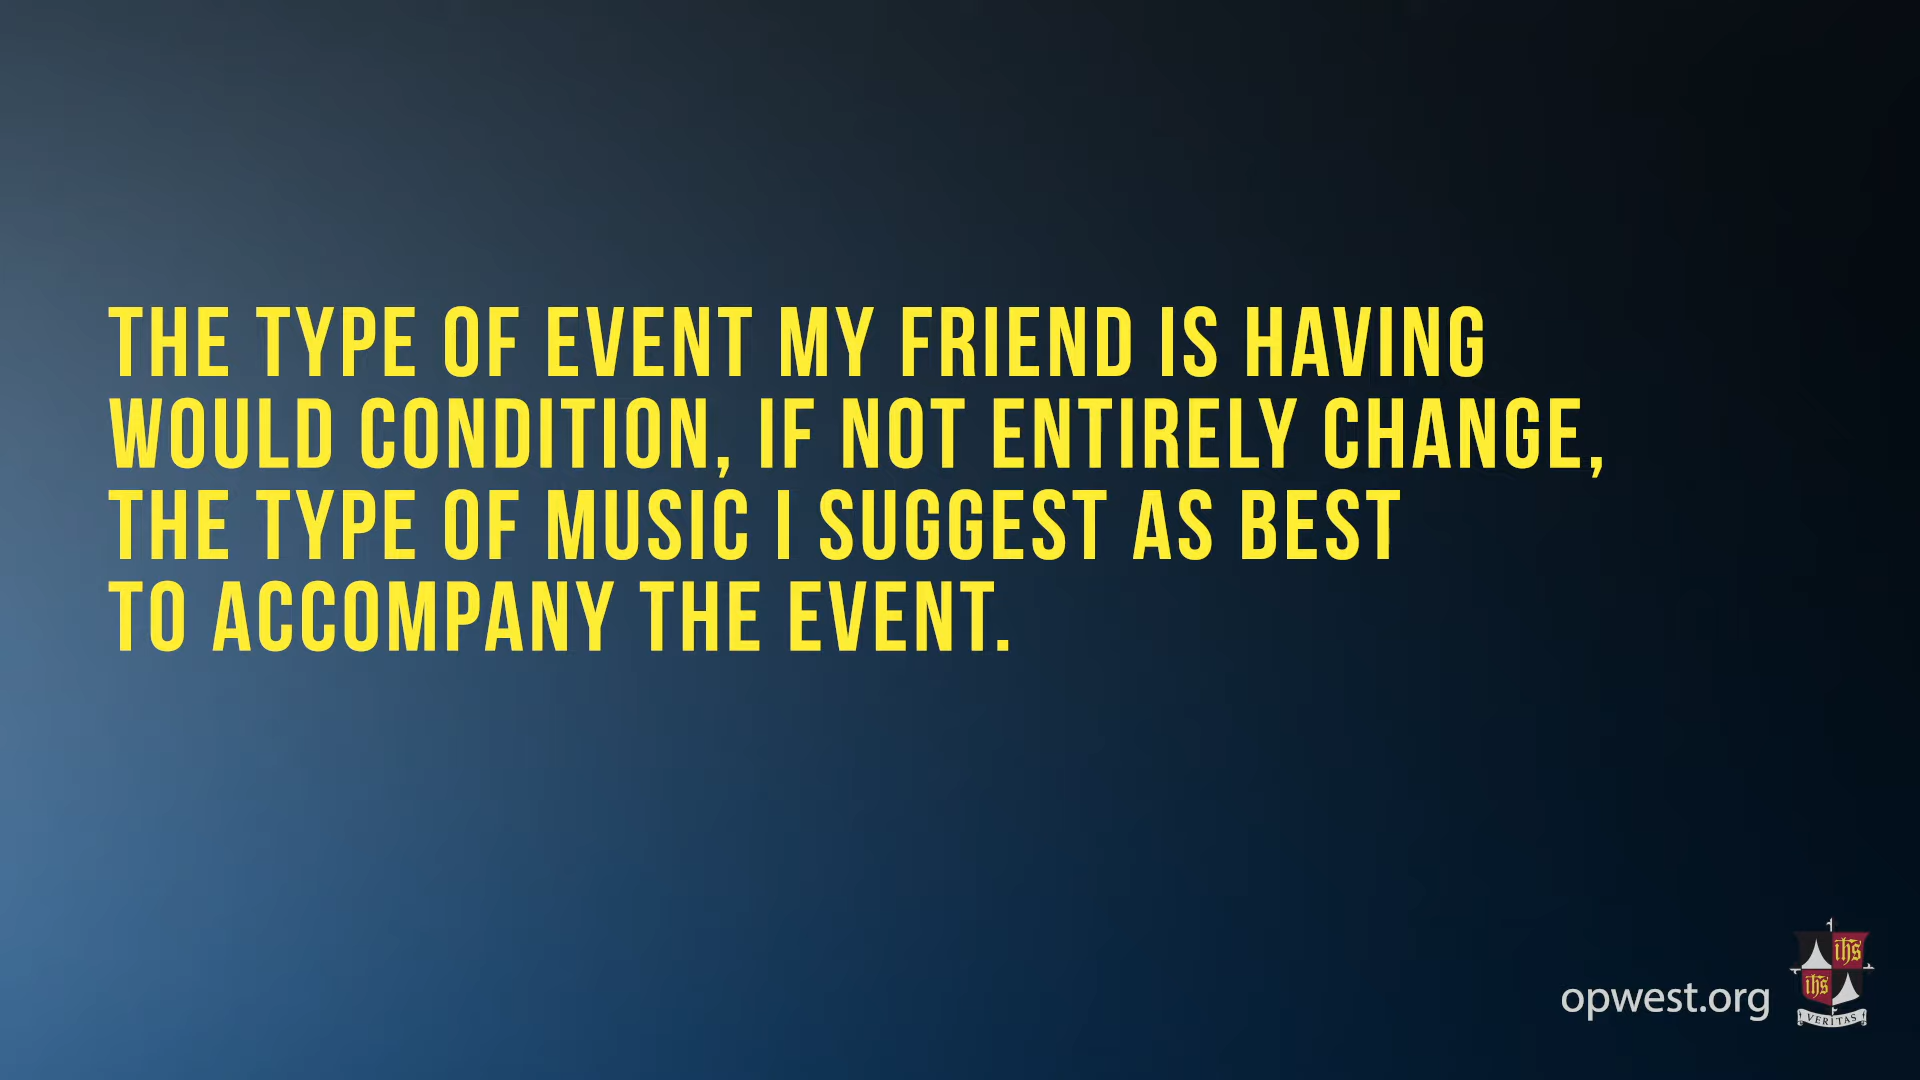 THE TYPE OF EVENT MY FRIEND IS HAVING
WOULD CONDITION, IF NOT ENTIRELY CHANGE,
THE TYPE OF MUSIC I SUGGEST AS BEST
TO ACCOMPANY THE EVENT.
opwest.org
ihs
ihs
VERITAS